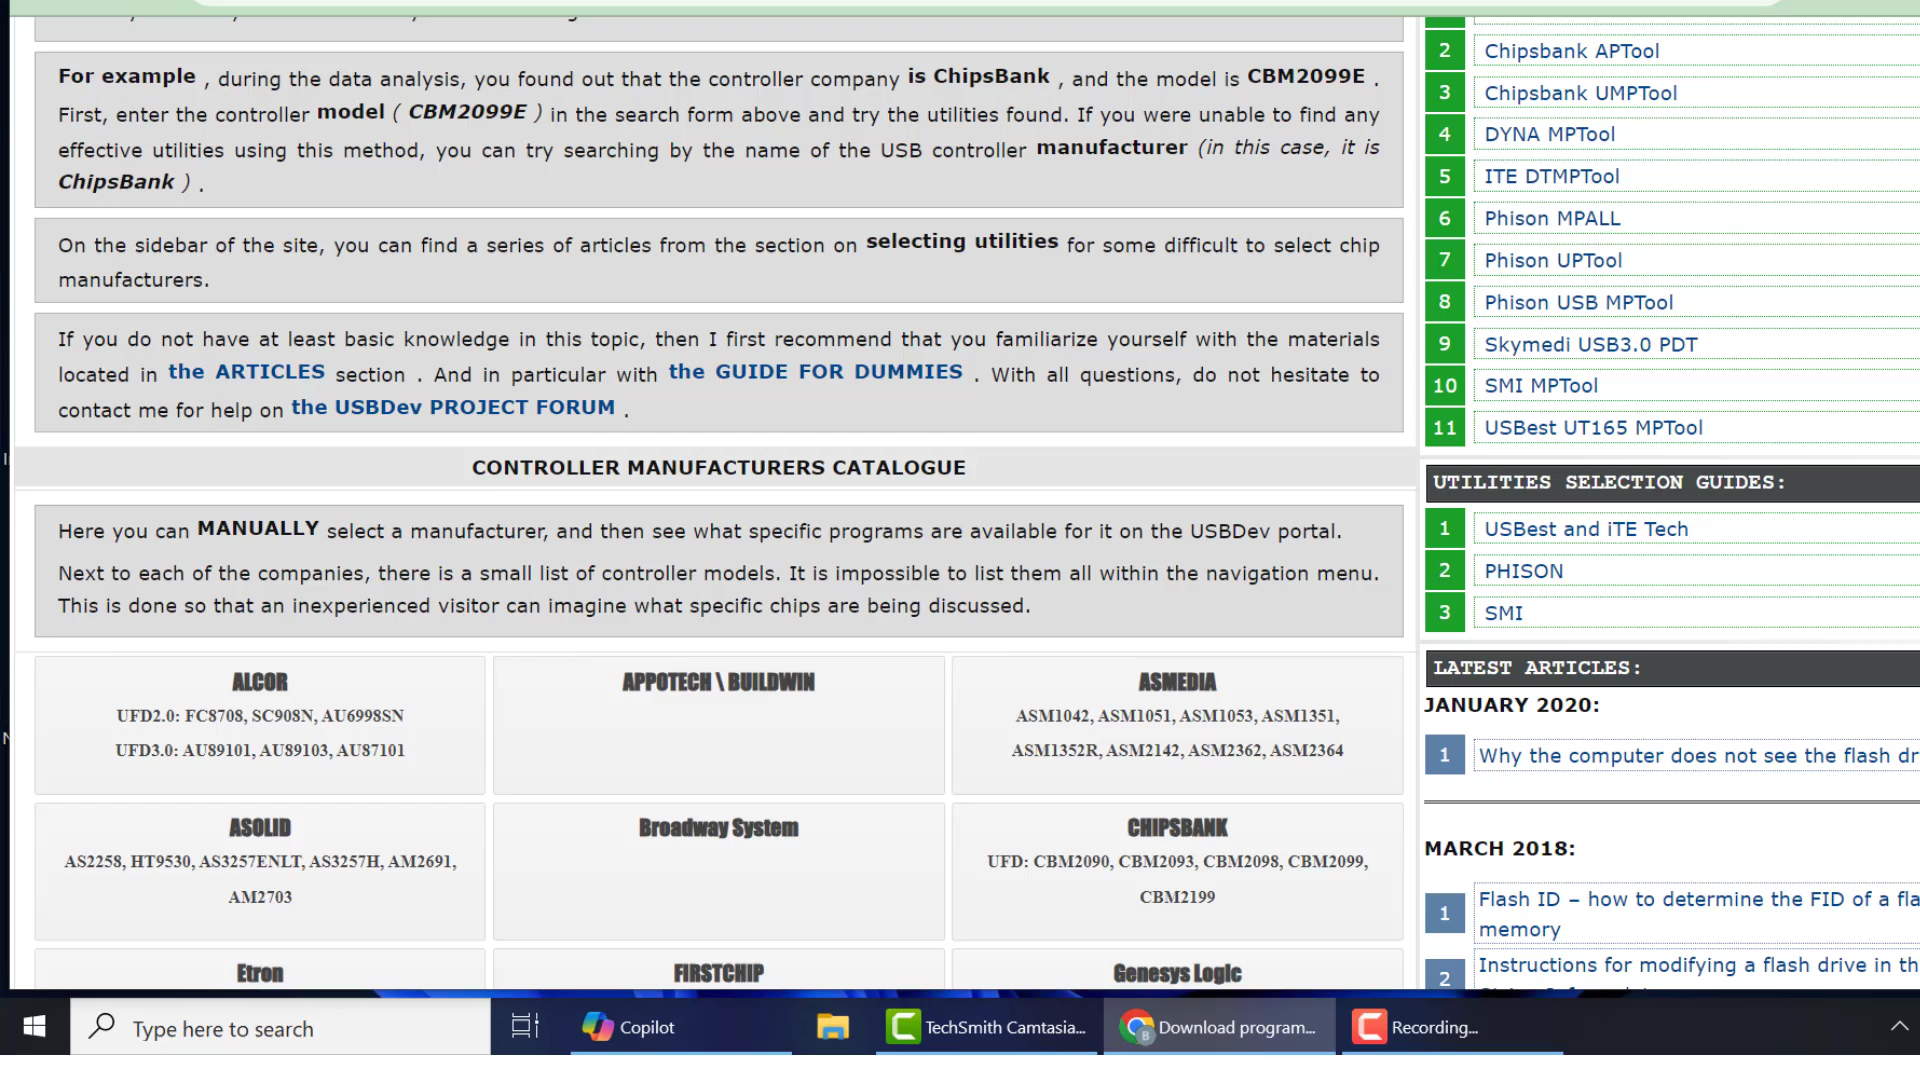 For example , during the data analysis, you found out that the controller company is ChipsBank , and the model is CBM2099E .
First, enter the controller model ( CBM2099E ) in the search form above and try the utilities found. If you were unable to find any
effective utilities using this method, you can try searching by the name of the USB controller manufacturer (in this case, it is
ChipsBank ) .
On the sidebar of the site, you can find a series of articles from the section on selecting utilities for some difficult to select chip
manufacturers.
If you do not have at least basic knowledge in this topic, then I first recommend that you familiarize yourself with the materials
located in the ARTICLES section . And in particular with the GUIDE FOR DUMMIES . With all questions, do not hesitate to
contact me for help on the USBDev PROJECT FORUM .
CONTROLLER MANUFACTURERS CATALOGUE
Here you can MANUALLY select a manufacturer, and then see what specific programs are available for it on the USBDev portal.
Next to each of the companies, there is a small list of controller models. It is impossible to list them all within the navigation menu.
This is done so that an inexperienced visitor can imagine what specific chips are being discussed.
ALCOR
UFD2.0: FC8708, SC908N, AU6998SN
UFD3.0: AU89101, AU89103, AU87101
APPOTECH \ BUILDWIN
ASMEDIA
ASM1042, ASM1051, ASM1053, ASM1351,
ASM1352R, ASM2142, ASM2362, ASM2364
ASOLID
AS2258, HT9530, AS3257ENLT, AS3257H, AM2691,
AM2703
Broadway System
CHIPSBANK
UFD: CBM2090, CBM2093, CBM2098, CBM2099,
CBM2199
Etron
FIRSTCHIP
Genesys Logic
2 Chipsbank APTool
3 Chipsbank UMPTool
4 DYNA MPTool
5 ITE DTMPTool
6 Phison MPALL
7 Phison UPTool
8 Phison USB MPTool
9 Skymedi USB3.0 PDT
10 SMI MPTool
11 USBest UT165 MPTool
UTILITIES SELECTION GUIDES:
1 USBest and iTE Tech
2 PHISON
3 SMI
LATEST ARTICLES:
JANUARY 2020:
1 Why the computer does not see the flash dr
MARCH 2018:
1 Flash ID – how to determine the FID of a fla
memory
2 Instructions for modifying a flash drive in th
Type here to search
Copilot
TechSmith Camtasia...
Download program...
Recording...